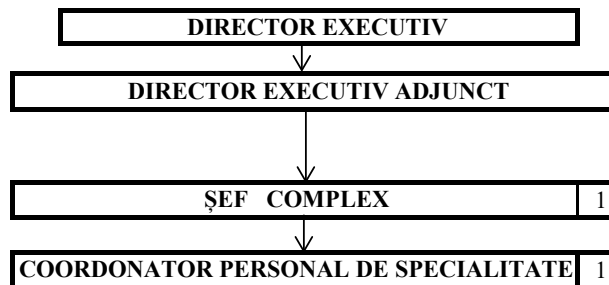 DIRECTOR EXECUTIV
DIRECTOR EXECUTIV ADJUNCT
ȘEF COMPLEX 1
COORDONATOR PERSONAL DE SPECIALITATE 1